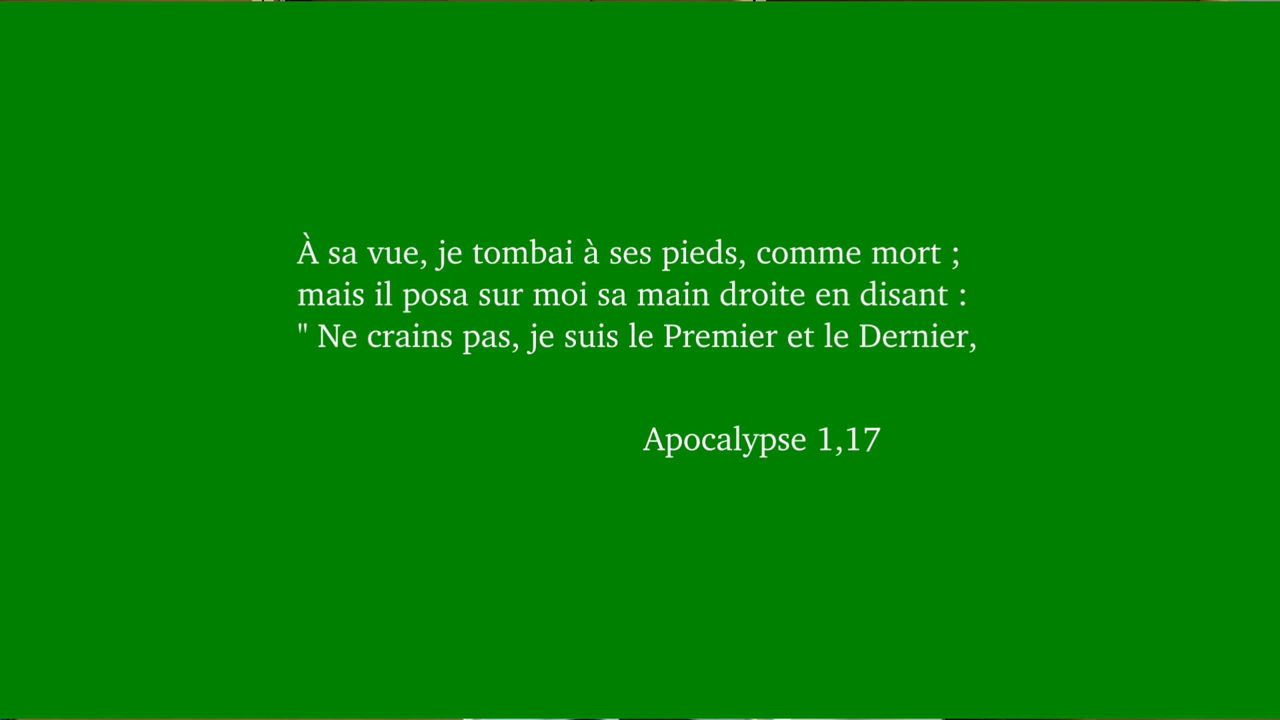 À sa vue, je tombai à ses pieds, comme mort ;
mais il posa sur moi sa main droite en disant :
" Ne crains pas, je suis le Premier et le Dernier,
Apocalypse 1,17